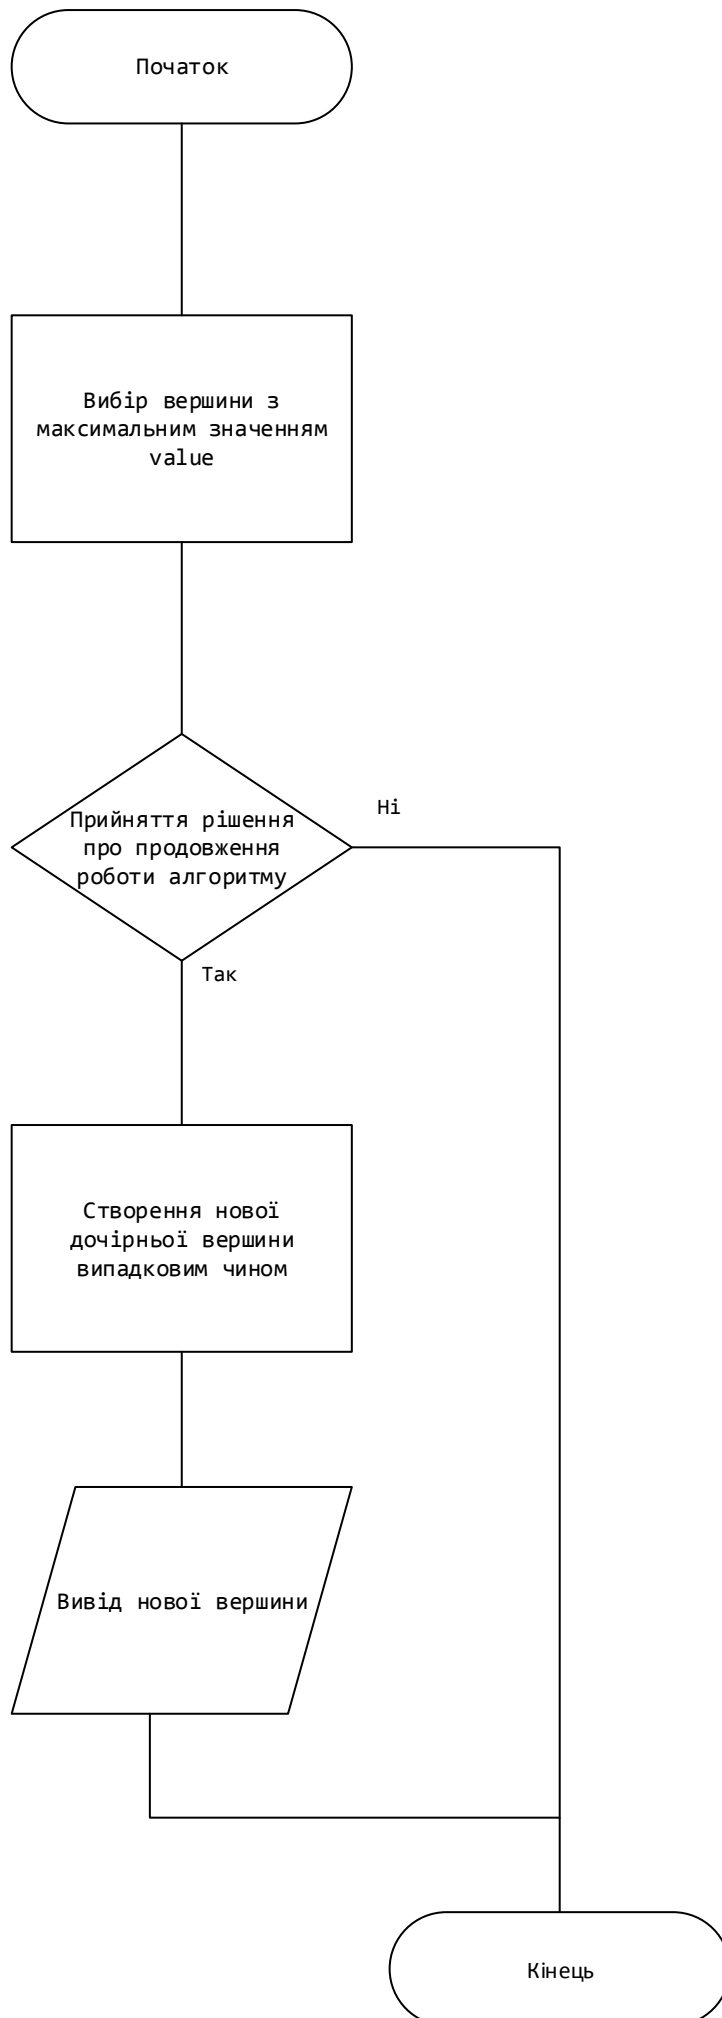 Початок
Вибір вершини з
максимальним значенням
value
Прийняття рішення
про продовження
роботи алгоритму
Ні
Так
Створення нової
дочірньої вершини
випадковим чином
Вивід нової вершини
Кінець